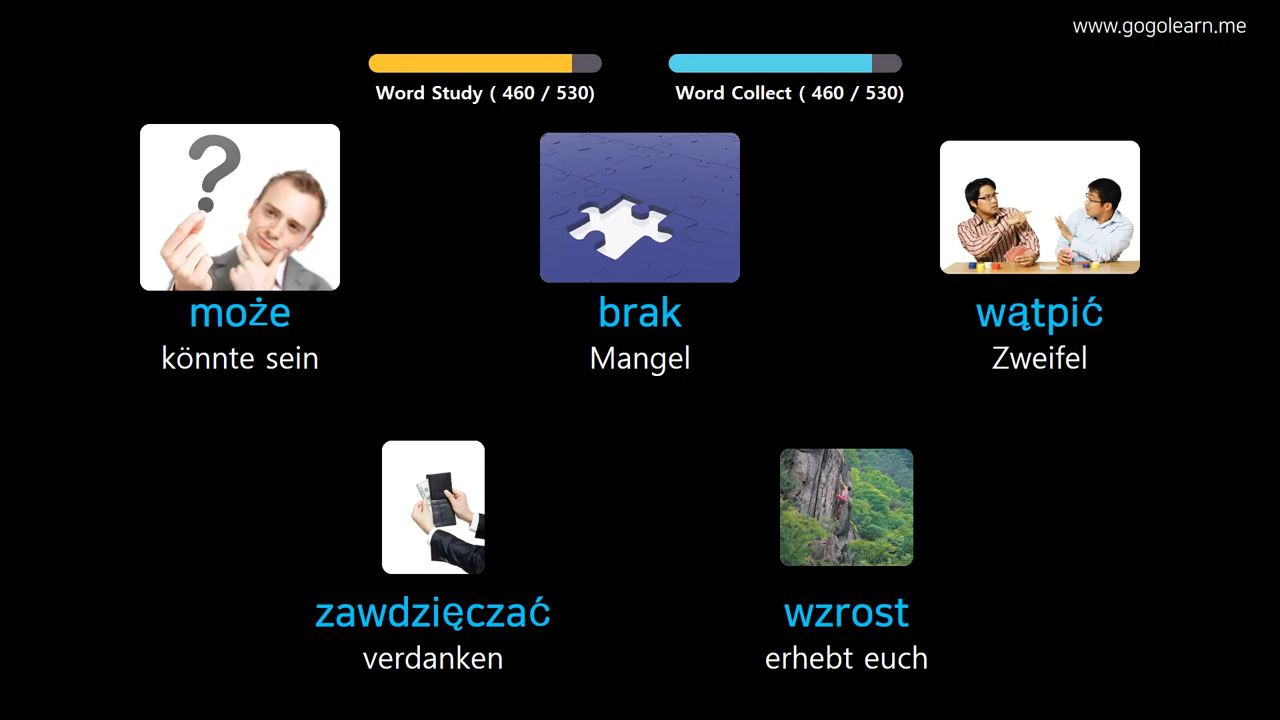 www.gogolearn.me
Word Study ( 460 / 530)
Word Collect ( 460 / 530)
może
könnte sein
brak
Mangel
wątpić
Zweifel
zawdzięczać
verdanken
wzrost
erhebt euch